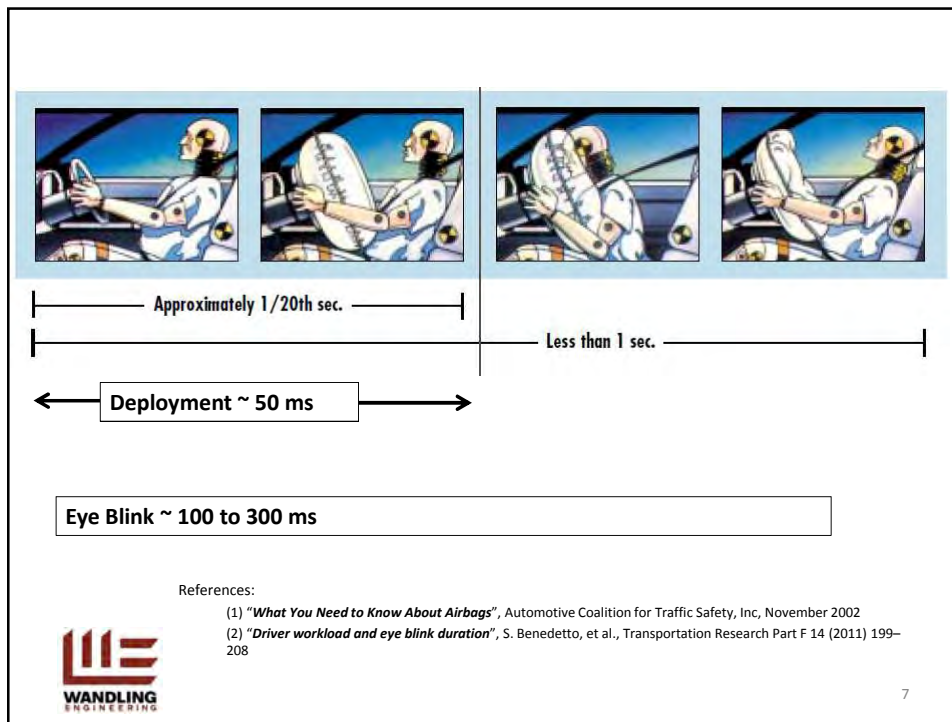 Approximately 1/20th sec.
Less than 1 sec.
Deployment ~ 50 ms
Eye Blink ~ 100 to 300 ms
References:
(1) “What You Need to Know About Airbags”, Automotive Coalition for Traffic Safety, Inc, November 2002
(2) “Driver workload and eye blink duration”, S. Benedetto, et al., Transportation Research Part F 14 (2011) 199–
208
WANDLING
ENGINEERING
7